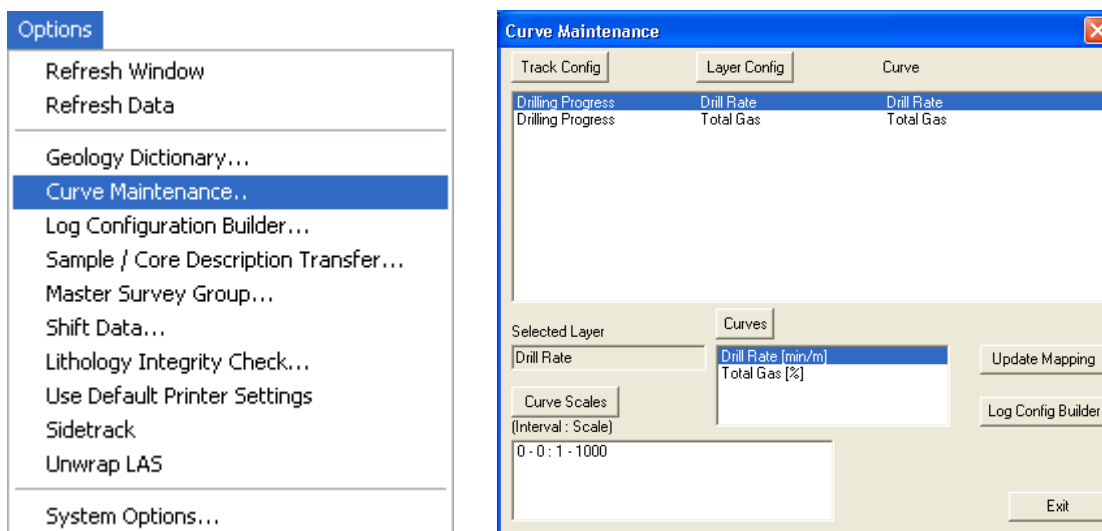 Options
Refresh Window
Refresh Data
Geology Dictionary...
Curve Maintenance..
Log Configuration Builder...
Sample / Core Description Transfer...
Master Survey Group...
Shift Data...
Lithology Integrity Check...
Use Default Printer Settings
Sidetrack
Unwrap LAS
System Options...
Curve Maintenance
Track Config Layer Config Curve
Drilling Progress Drill Rate Drill Rate
Drilling Progress Total Gas Total Gas
Selected Layer
Drill Rate
Curves
Drill Rate [min/m]
Total Gas [%]
Update Mapping
Log Config Builder
Curve Scales
(Interval : Scale)
0 - 0 : 1 - 1000
Exit